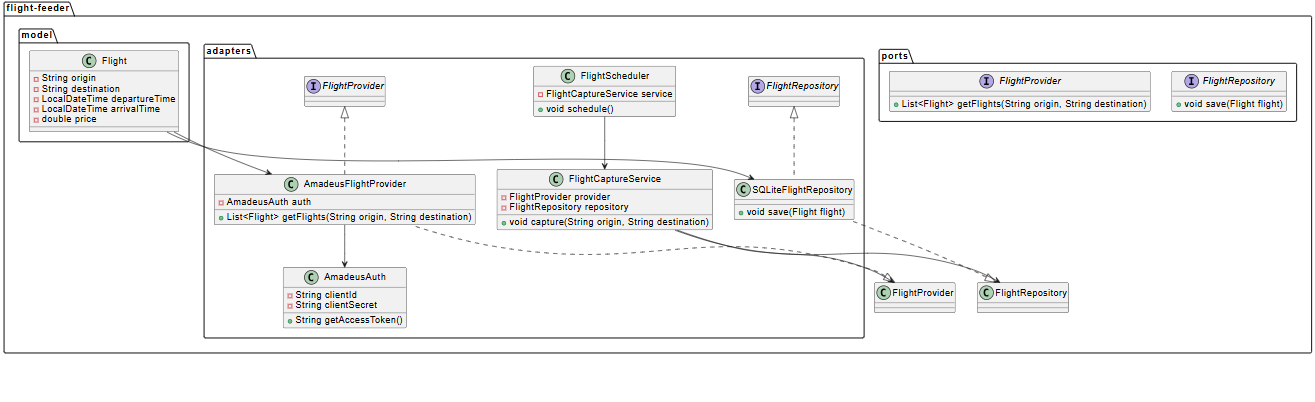 flight-feeder
model
C Flight
String origin
String destination
LocalDateTime departureTime
LocalDateTime arrivalTime
double price
adapters
I FlightProvider
C FlightScheduler
FlightCaptureService service
void schedule()
I FlightRepository
C AmadeusFlightProvider
AmadeusAuth auth
List<Flight> getFlights(String origin, String destination)
C FlightCaptureService
FlightProvider provider
FlightRepository repository
void capture(String origin, String destination)
C SQLiteFlightRepository
void save(Flight flight)
C AmadeusAuth
String clientId
String clientSecret
String getAccessToken()
ports
I FlightProvider
List<Flight> getFlights(String origin, String destination)
I FlightRepository
void save(Flight flight)
C FlightProvider
C FlightRepository